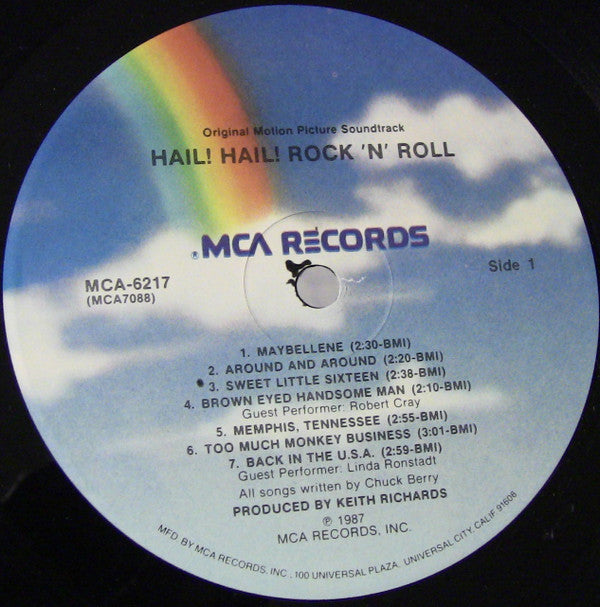 Original Motion Picture Soundtrack
HAIL! HAIL! ROCK 'N' ROLL
®MCA RECORDS
MCA-6217
(MCA7088)
Side 1
1. MAYBELLENE (2:30-BMI)
2. AROUND AND AROUND (2:20-BMI)
3. SWEET LITTLE SIXTEEN (2:38-BMI)
4. BROWN EYED HANDSOME MAN (2:10-BMI)
Guest Performer: Robert Cray
5. MEMPHIS, TENNESSEE (2:55-BMI)
6. TOO MUCH MONKEY BUSINESS (3:01-BMI)
7. BACK IN THE U.S.A. (2:59-BMI)
Guest Performer: Linda Ronstadt
All songs written by Chuck Berry
PRODUCED BY KEITH RICHARDS
℗ 1987
MCA RECORDS, INC.
MFD. BY MCA RECORDS, INC., 100 UNIVERSAL PLAZA, UNIVERSAL CITY, CALIF. 91608